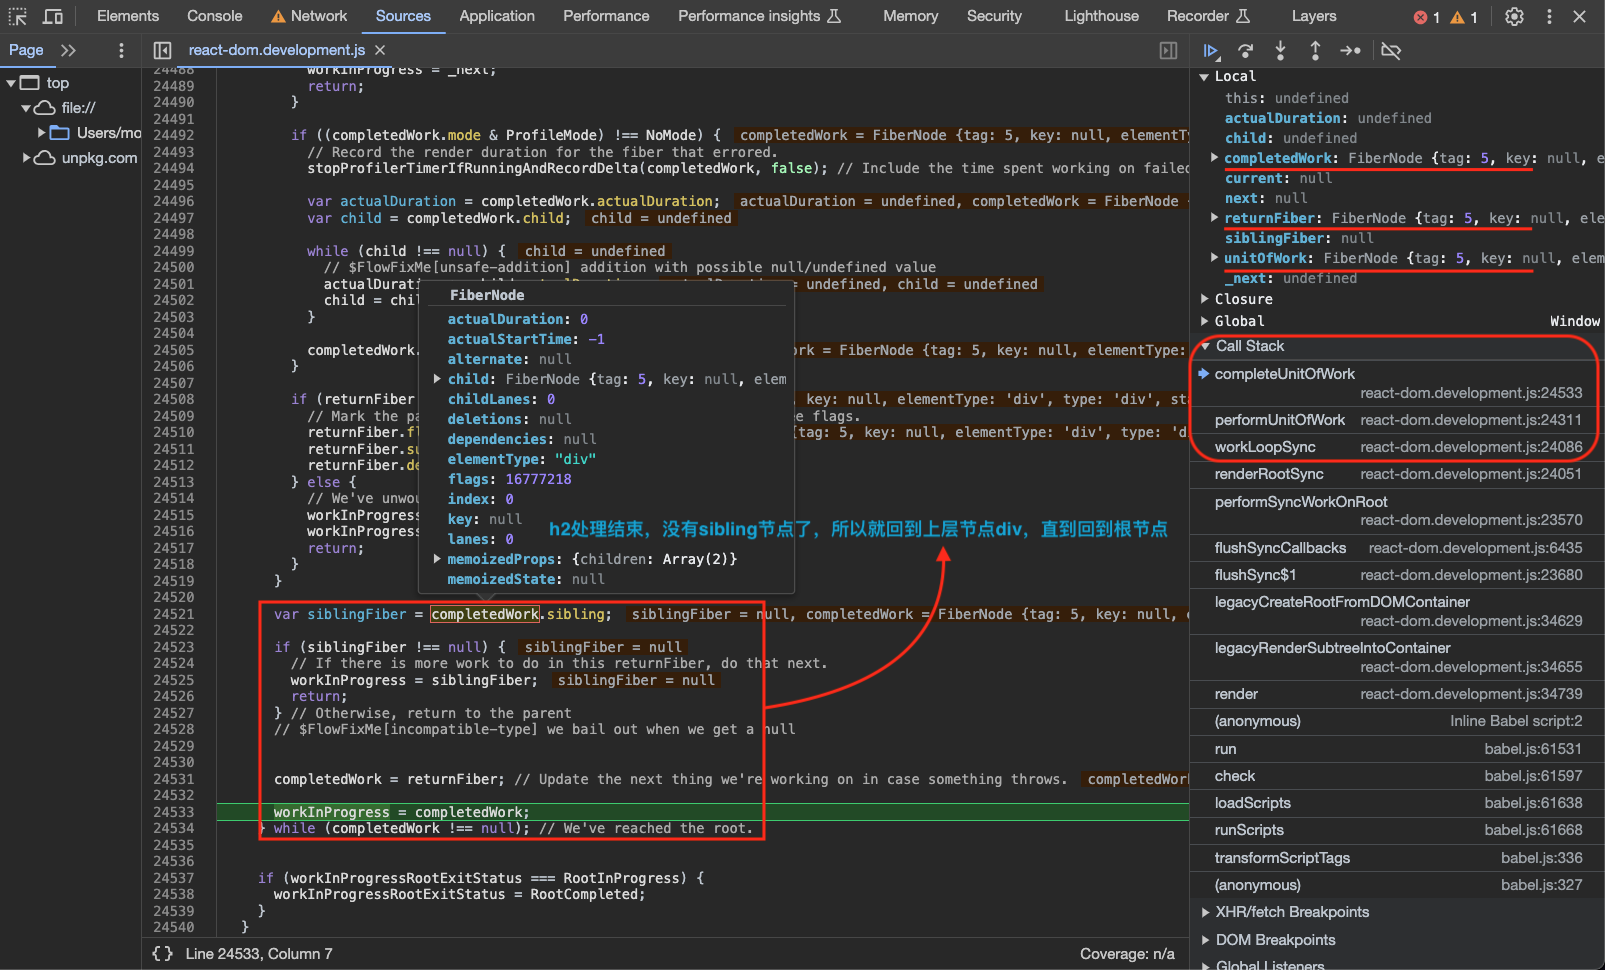 Elements Console Network Sources Application Performance Performance insights Memory Security Lighthouse Recorder Layers 1 1
Page
react-dom.development.js
top
file://
Users/mo
unpkg.com
24488 workInProgress = _next;
24489 return;
24490 }
24491
24492 if ((completedWork.mode & ProfileMode) !== NoMode) { completedWork = FiberNode {tag: 5, key: null, elementTy
24493 // Record the render duration for the fiber that errored.
24494 stopProfilerTimerIfRunningAndRecordDelta(completedWork, false); // Include the time spent working on failed
24495
24496 var actualDuration = completedWork.actualDuration; actualDuration = undefined, completedWork = FiberNode
24497 var child = completedWork.child; child = undefined
24498
24499 while (child !== null) { child = undefined
24500 // $FlowFixMe[unsafe-addition] addition with possible null/undefined value
24501 actualDurat = undefined, child = undefined
24502 child = chil
24503 }
24504
24505 completedWork. rk = FiberNode {tag: 5, key: null, elementType:
24506 }
24507
24508 if (returnFiber key: null, elementType: 'div', type: 'div', st
24509 // Mark the pa ee flags.
24510 returnFiber.fl {tag: 5, key: null, elementType: 'div', type: 'd
24511 returnFiber.su
24512 returnFiber.de
24513 } else {
24514 // We've unwou
24515 workInProgress
24516 workInProgress
24517 return;
24518 }
24519 }
24520
24521 var siblingFiber = completedWork.sibling; siblingFiber = null, completedWork = FiberNode {tag: 5, key: null, e
24522
24523 if (siblingFiber !== null) { siblingFiber = null
24524 // If there is more work to do in this returnFiber, do that next.
24525 workInProgress = siblingFiber; siblingFiber = null
24526 return;
24527 } // Otherwise, return to the parent
24528 // $FlowFixMe[incompatible-type] we bail out when we get a null
24529
24530
24531 completedWork = returnFiber; // Update the next thing we're working on in case something throws. completedWor
24532
24533 workInProgress = completedWork;
24534 } while (completedWork !== null); // We've reached the root.
24535
24536
24537 if (workInProgressRootExitStatus === RootInProgress) {
24538 workInProgressRootExitStatus = RootCompleted;
24539 }
24540 }
FiberNode
actualDuration: 0
actualStartTime: -1
alternate: null
child: FiberNode {tag: 5, key: null, elem
childLanes: 0
deletions: null
dependencies: null
elementType: "div"
flags: 16777218
index: 0
key: null
lanes: 0
memoizedProps: {children: Array(2)}
memoizedState: null
h2处理结束，没有sibling节点了，所以就回到上层节点div，直到回到根节点
{} Line 24533, Column 7 Coverage: n/a
Local
this: undefined
actualDuration: undefined
child: undefined
completedWork: FiberNode {tag: 5, key: null, e
current: null
next: null
returnFiber: FiberNode {tag: 5, key: null, ele
siblingFiber: null
unitOfWork: FiberNode {tag: 5, key: null, elem
_next: undefined
Closure
Global Window
Call Stack
completeUnitOfWork
react-dom.development.js:24533
performUnitOfWork react-dom.development.js:24311
workLoopSync react-dom.development.js:24086
renderRootSync react-dom.development.js:24051
performSyncWorkOnRoot
react-dom.development.js:23570
flushSyncCallbacks react-dom.development.js:6435
flushSync$1 react-dom.development.js:23680
legacyCreateRootFromDOMContainer
react-dom.development.js:34629
legacyRenderSubtreeIntoContainer
react-dom.development.js:34655
render react-dom.development.js:34739
(anonymous) Inline Babel script:2
run babel.js:61531
check babel.js:61597
loadScripts babel.js:61638
runScripts babel.js:61668
transformScriptTags babel.js:336
(anonymous) babel.js:327
XHR/fetch Breakpoints
DOM Breakpoints
Global Listeners